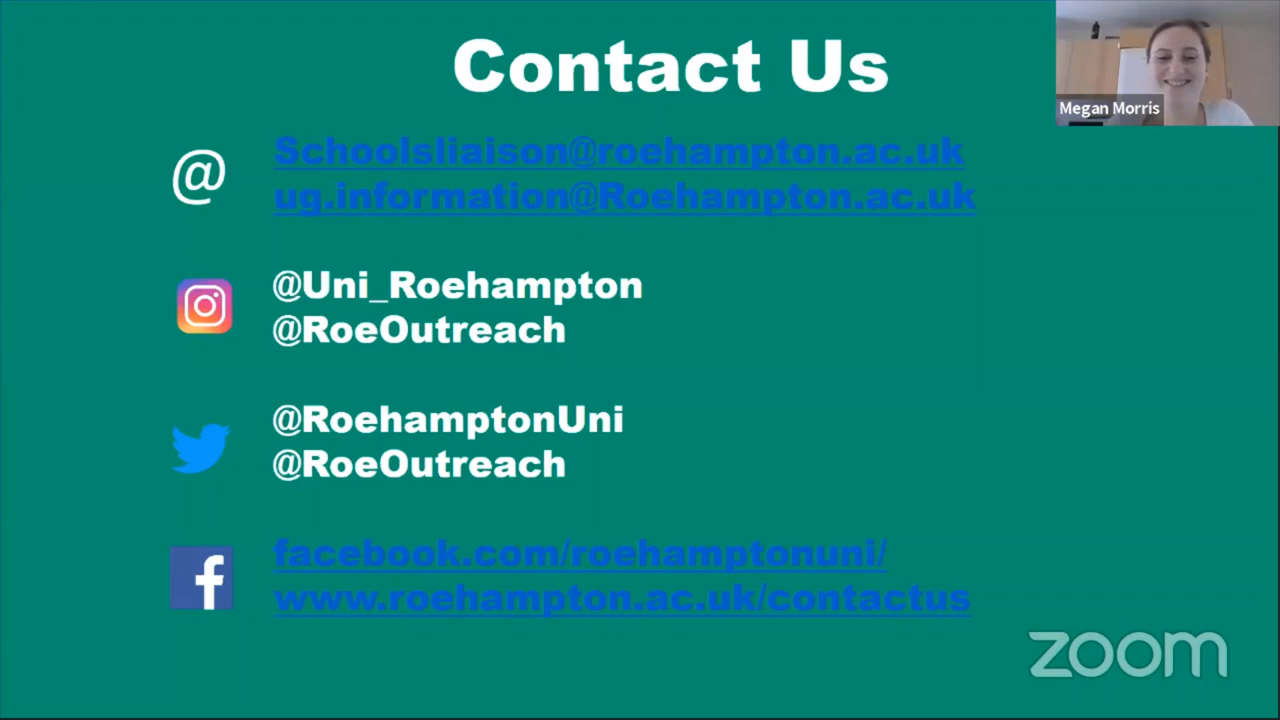 Contact Us
Megan Morris
@
Schoolsliaison@roehampton.ac.uk
ug.information@Roehampton.ac.uk
@Uni_Roehampton
@RoeOutreach
@RoehamptonUni
@RoeOutreach
f
facebook.com/roehamptonuni/
www.roehampton.ac.uk/contactus
zoom